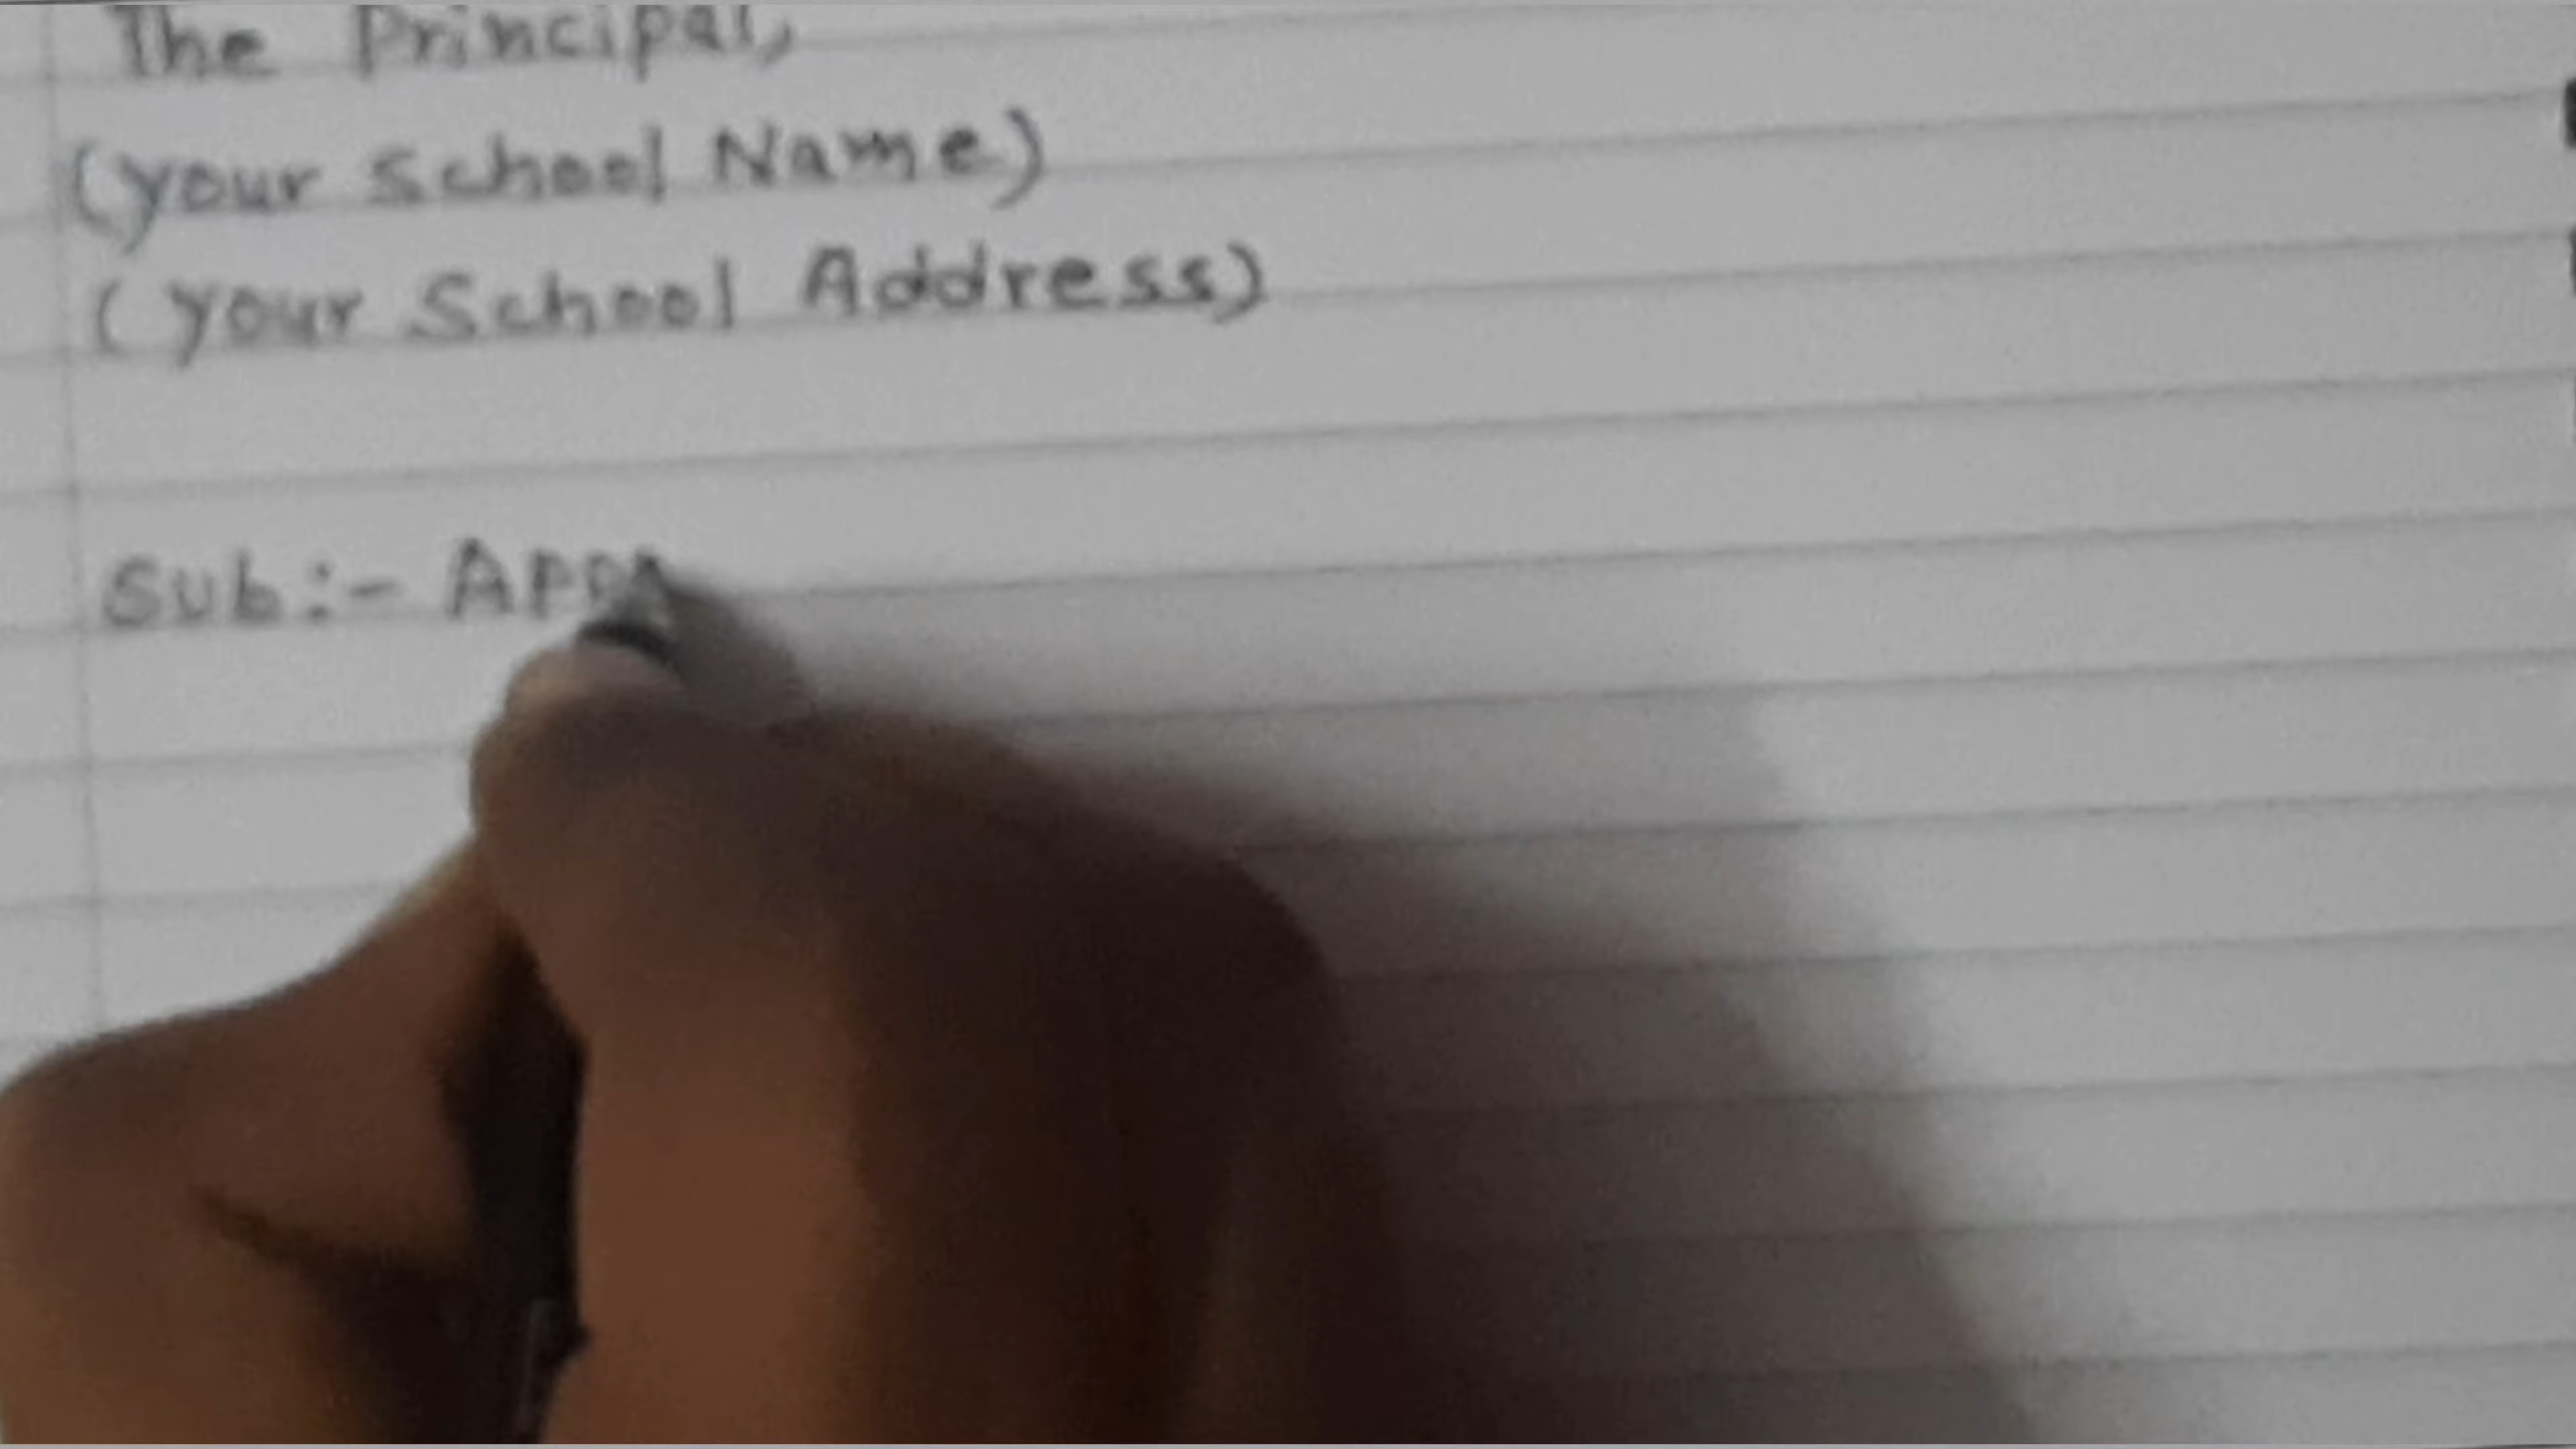 The Principal,
(your School Name)
(your School Address)
Sub:- App